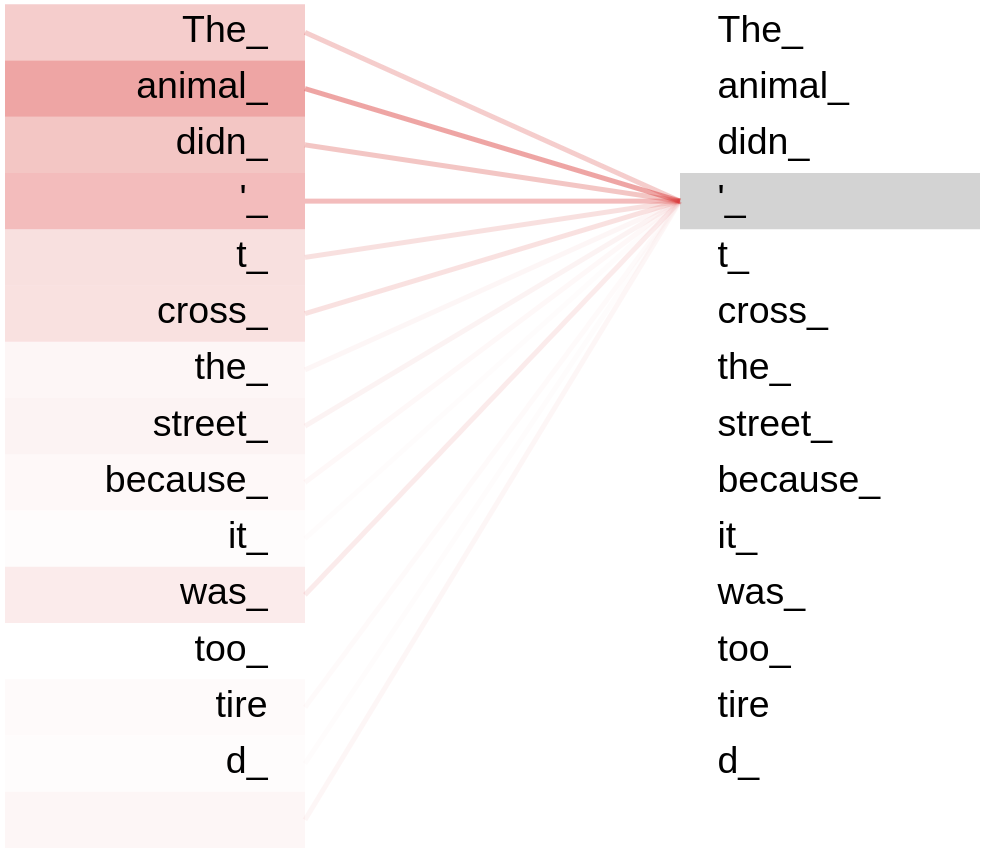 The_ The_
animal_ animal_
didn_ didn_
'_ '_
t_ t_
cross_ cross_
the_ the_
street_ street_
because_ because_
it_ it_
was_ was_
too_ too_
tire tire
d_ d_